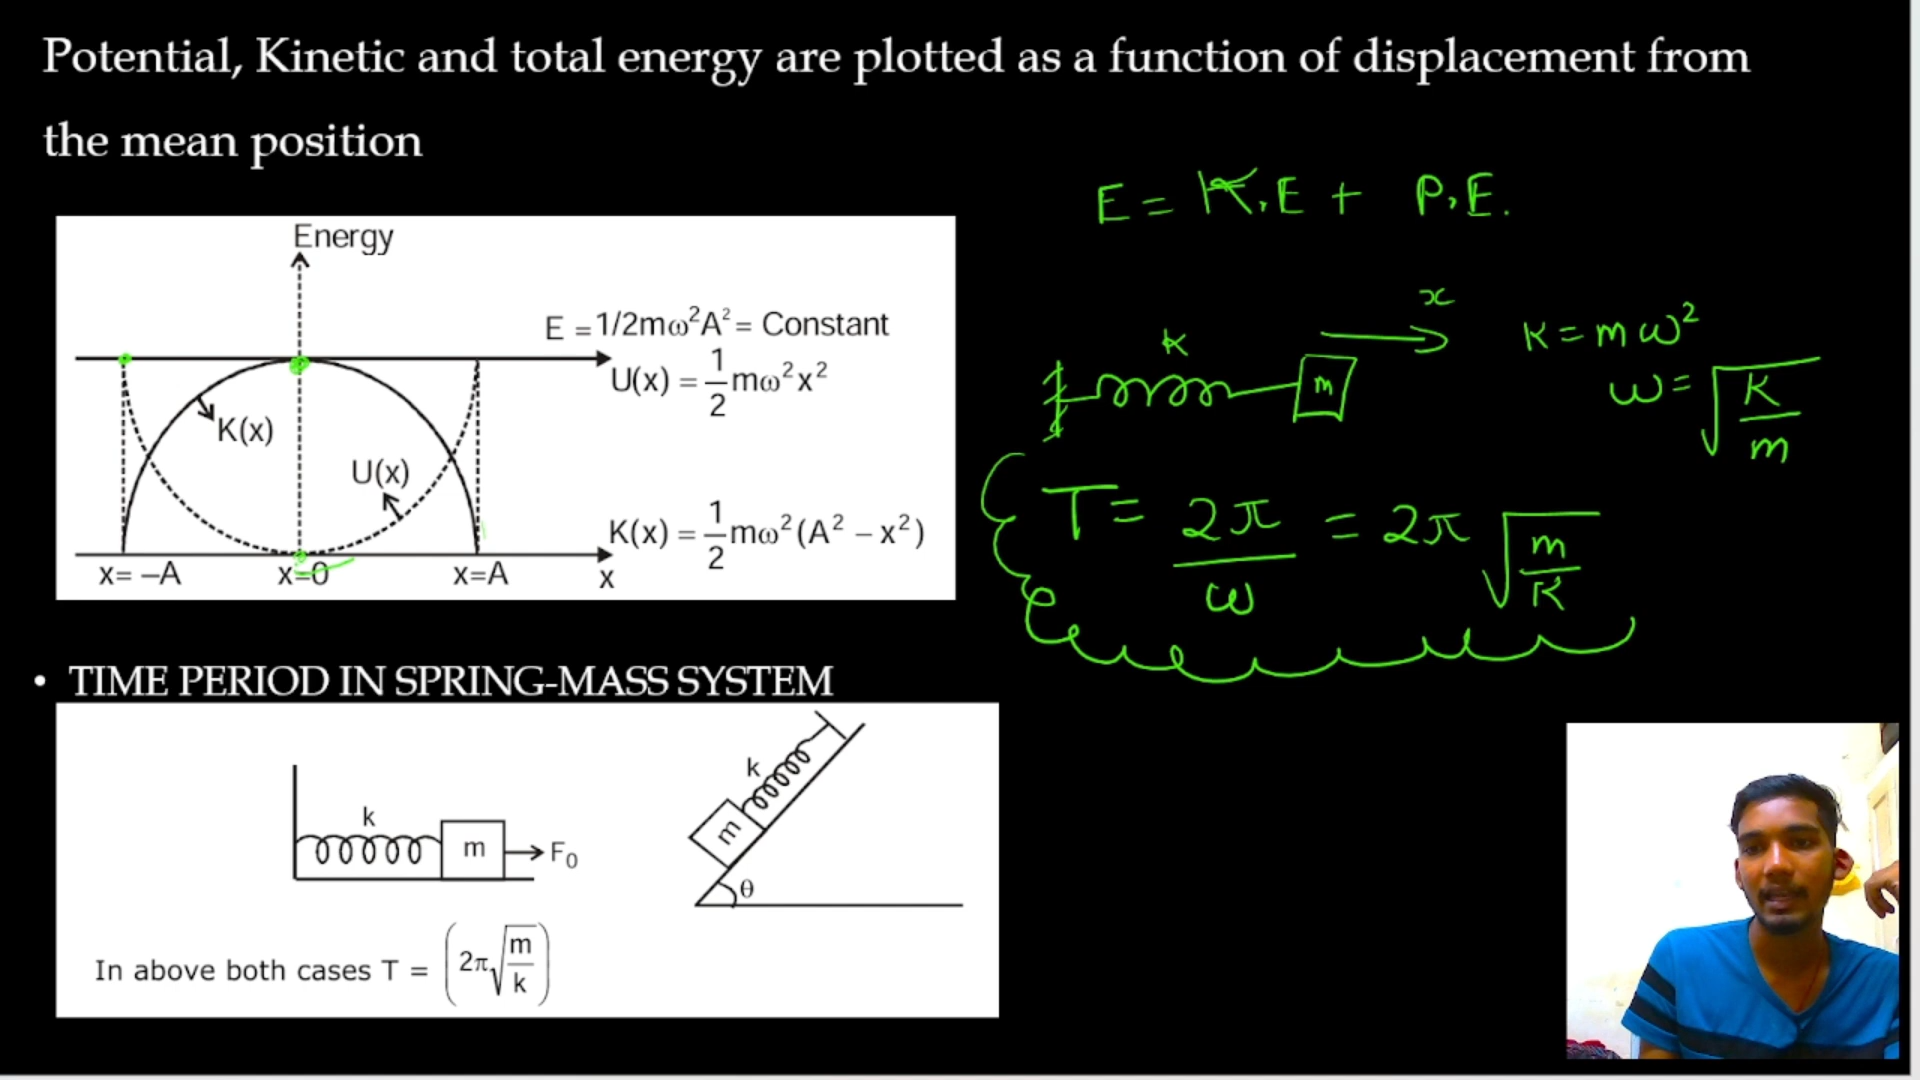 Potential, Kinetic and total energy are plotted as a function of displacement from
the mean position
E = K.E + P.E.
Energy
E = 1/2mω²A² = Constant
U(x) = 1/2 mω²x²
K(x)
U(x)
K(x) = 1/2 mω²(A² – x²)
x= –A x=0 x=A x
x
k
m
K = mω²
ω = √(K/m)
T = 2π/ω = 2π √(m/K)
• TIME PERIOD IN SPRING-MASS SYSTEM
k
m
F₀
k
m
θ
In above both cases T = (2π√(m/k))